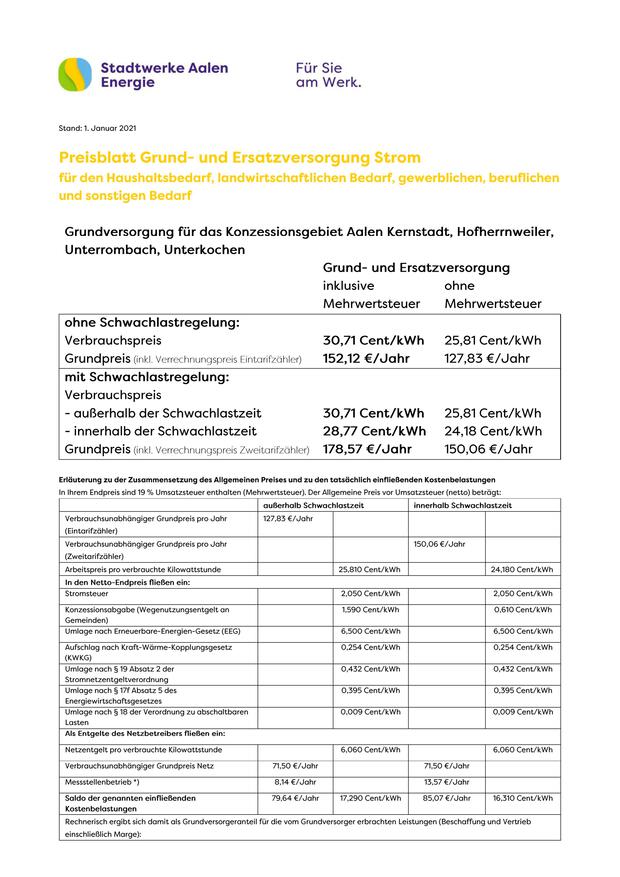 Stadtwerke Aalen
Energie
Für Sie
am Werk.
Stand: 1. Januar 2021
Preisblatt Grund- und Ersatzversorgung Strom
für den Haushaltsbedarf, landwirtschaftlichen Bedarf, gewerblichen, beruflichen
und sonstigen Bedarf
Grundversorgung für das Konzessionsgebiet Aalen Kernstadt, Hofherrnweiler,
Unterrombach, Unterkochen
Grund- und Ersatzversorgung
inklusive ohne
Mehrwertsteuer Mehrwertsteuer
ohne Schwachlastregelung:
Verbrauchspreis 30,71 Cent/kWh 25,81 Cent/kWh
Grundpreis (inkl. Verrechnungspreis Eintarifzähler) 152,12 €/Jahr 127,83 €/Jahr
mit Schwachlastregelung:
Verbrauchspreis
- außerhalb der Schwachlastzeit 30,71 Cent/kWh 25,81 Cent/kWh
- innerhalb der Schwachlastzeit 28,77 Cent/kWh 24,18 Cent/kWh
Grundpreis (inkl. Verrechnungspreis Zweitarifzähler) 178,57 €/Jahr 150,06 €/Jahr
Erläuterung zu der Zusammensetzung des Allgemeinen Preises und zu den tatsächlich einfließenden Kostenbelastungen
In Ihrem Endpreis sind 19 % Umsatzsteuer enthalten (Mehrwertsteuer). Der Allgemeine Preis vor Umsatzsteuer (netto) beträgt:
außerhalb Schwachlastzeit innerhalb Schwachlastzeit
Verbrauchsunabhängiger Grundpreis pro Jahr 127,83 €/Jahr
(Eintarifzähler)
Verbrauchsunabhängiger Grundpreis pro Jahr 150,06 €/Jahr
(Zweitarifzähler)
Arbeitspreis pro verbrauchte Kilowattstunde 25,810 Cent/kWh 24,180 Cent/kWh
In den Netto-Endpreis fließen ein:
Stromsteuer 2,050 Cent/kWh 2,050 Cent/kWh
Konzessionsabgabe (Wegenutzungsentgelt an 1,590 Cent/kWh 0,610 Cent/kWh
Gemeinden)
Umlage nach Erneuerbare-Energien-Gesetz (EEG) 6,500 Cent/kWh 6,500 Cent/kWh
Aufschlag nach Kraft-Wärme-Kopplungsgesetz 0,254 Cent/kWh 0,254 Cent/kWh
(KWKG)
Umlage nach § 19 Absatz 2 der 0,432 Cent/kWh 0,432 Cent/kWh
Stromnetzentgeltverordnung
Umlage nach § 17f Absatz 5 des 0,395 Cent/kWh 0,395 Cent/kWh
Energiewirtschaftsgesetzes
Umlage nach § 18 der Verordnung zu abschaltbaren 0,009 Cent/kWh 0,009 Cent/kWh
Lasten
Als Entgelte des Netzbetreibers fließen ein:
Netzentgelt pro verbrauchte Kilowattstunde 6,060 Cent/kWh 6,060 Cent/kWh
Verbrauchsunabhängiger Grundpreis Netz 71,50 €/Jahr 71,50 €/Jahr
Messstellenbetrieb *) 8,14 €/Jahr 13,57 €/Jahr
Saldo der genannten einfließenden 79,64 €/Jahr 17,290 Cent/kWh 85,07 €/Jahr 16,310 Cent/kWh
Kostenbelastungen
Rechnerisch ergibt sich damit als Grundversorgeranteil für die vom Grundversorger erbrachten Leistungen (Beschaffung und Vertrieb
einschließlich Marge):